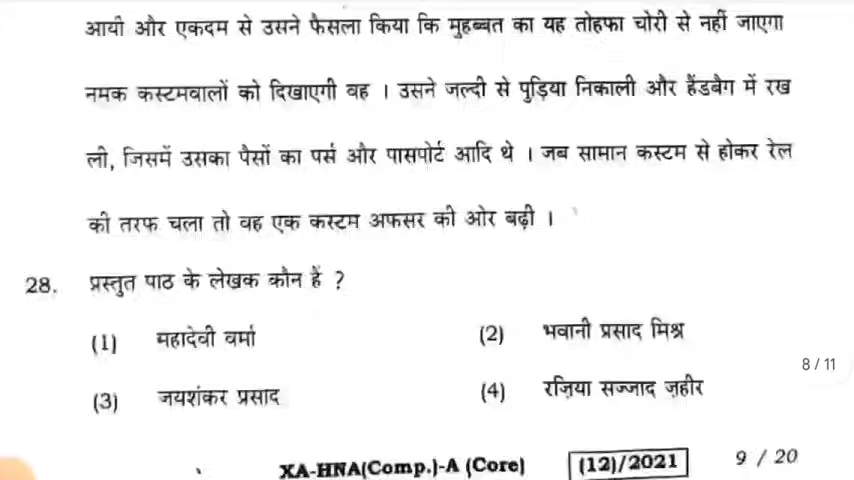 आयी और एकदम से उसने फैसला किया कि मुहब्बत का यह तोहफा चोरी से नहीं जाएगा
नमक कस्टमवालों को दिखाएगी वह । उसने जल्दी से पुड़िया निकाली और हैंडबैग में रख
ली, जिसमें उसका पैसों का पर्स और पासपोर्ट आदि थे । जब सामान कस्टम से होकर रेल
की तरफ चला तो वह एक कस्टम अफसर की ओर बढ़ी ।
28. प्रस्तुत पाठ के लेखक कौन हैं ?
(1) महादेवी वर्मा (2) भवानी प्रसाद मिश्र
8 / 11
(3) जयशंकर प्रसाद (4) रज़िया सज्जाद ज़हीर
XA-HNA(Comp.)-A (Core) (12)/2021 9 / 20